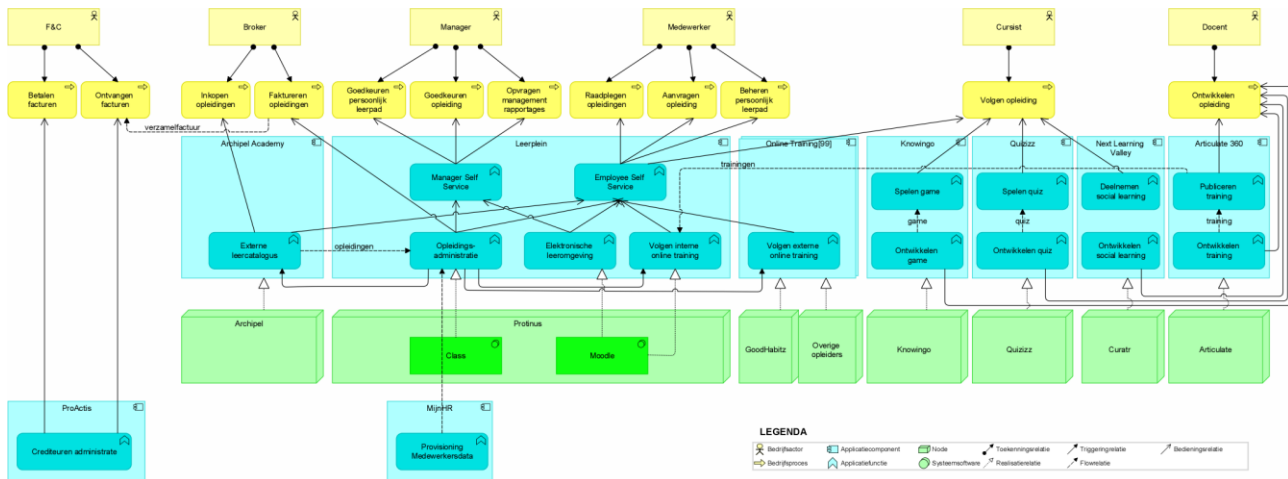 F&C
Broker
Manager
Medewerker
Cursist
Docent
Betalen
facturen
Ontvangen
facturen
Inkopen
opleidingen
Faktureren
opleidingen
Goedkeuren
persoonlijk
leerpad
Goedkeuren
opleiding
Opvragen
management
rapportages
Raadplegen
opleidingen
Aanvragen
opleiding
Beheren
persoonlijk
leerpad
Volgen opleiding
Ontwikkelen
opleiding
verzamelfactuur
Archipel Academy
Leerplein
Online Training[99]
Knowingo
Quizizz
Next Learning
Valley
Articulate 360
trainingen
Manager Self
Service
Employee Self
Service
Spelen game
Spelen quiz
Deelnemen
social learning
Publiceren
training
game
quiz
training
Externe
leercatalogus
opleidingen
Opleidings-
administratie
Elektronische
leeromgeving
Volgen interne
online training
Volgen externe
online training
Ontwikkelen
game
Ontwikkelen quiz
Ontwikkelen
social learning
Ontwikkelen
training
Archipel
Protinus
Class
Moodle
GoodHabitz
Overige
opleiders
Knowingo
Quizizz
Curatr
Articulate
ProActis
MijnHR
Crediteuren administratie
Provisioning
Medewerkersdata
LEGENDA
Bedrijfsactor
Applicatiecomponent
Node
Toekenningsrelatie
Triggeringrelatie
Bedieningsrelatie
Bedrijfsproces
Applicatiefunctie
Systeemsoftware
Realisatierelatie
Flowrelatie